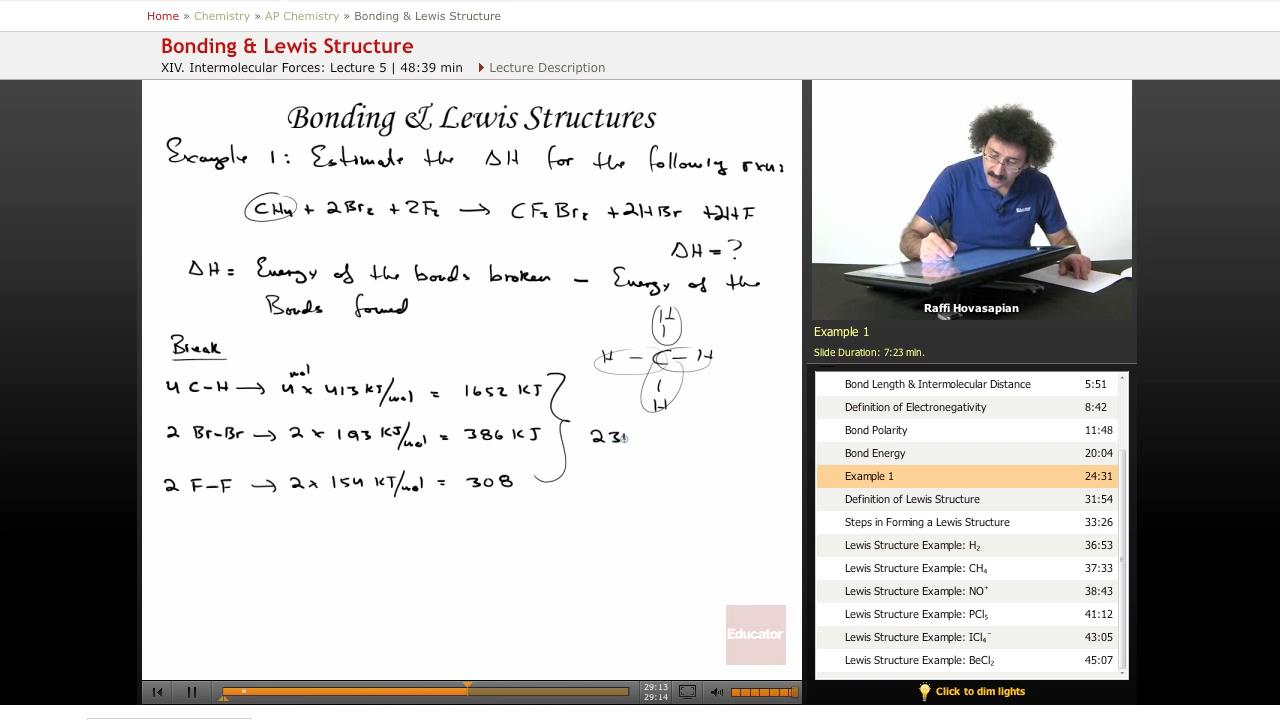 Home » Chemistry » AP Chemistry » Bonding & Lewis Structure
Bonding & Lewis Structure
XIV. Intermolecular Forces: Lecture 5 | 48:39 min Lecture Description
Bonding & Lewis Structures
Example 1: Estimate the ΔH for the following rxn:
CH₄ + 2Br₂ + 2F₂ → CF₂Br₂ + 2HBr + 2HF
ΔH = ?
ΔH = Energy of the bonds broken – Energy of the
Bonds formed
Break
H
H – C – H
H
4 C–H → 4 mol × 413 KJ/mol = 1652 KJ
2 Br–Br → 2 × 193 KJ/mol = 386 KJ
2 F–F → 2 × 154 KJ/mol = 308
Educator
Raffi Hovasapian
Example 1
Slide Duration: 7:23 min.
Bond Length & Intermolecular Distance 5:51
Definition of Electronegativity 8:42
Bond Polarity 11:48
Bond Energy 20:04
Example 1 24:31
Definition of Lewis Structure 31:54
Steps in Forming a Lewis Structure 33:26
Lewis Structure Example: H₂ 36:53
Lewis Structure Example: CH₄ 37:33
Lewis Structure Example: NO⁺ 38:43
Lewis Structure Example: PCl₅ 41:12
Lewis Structure Example: ICl₄⁻ 43:05
Lewis Structure Example: BeCl₂ 45:07
29:13
29:14
Click to dim lights